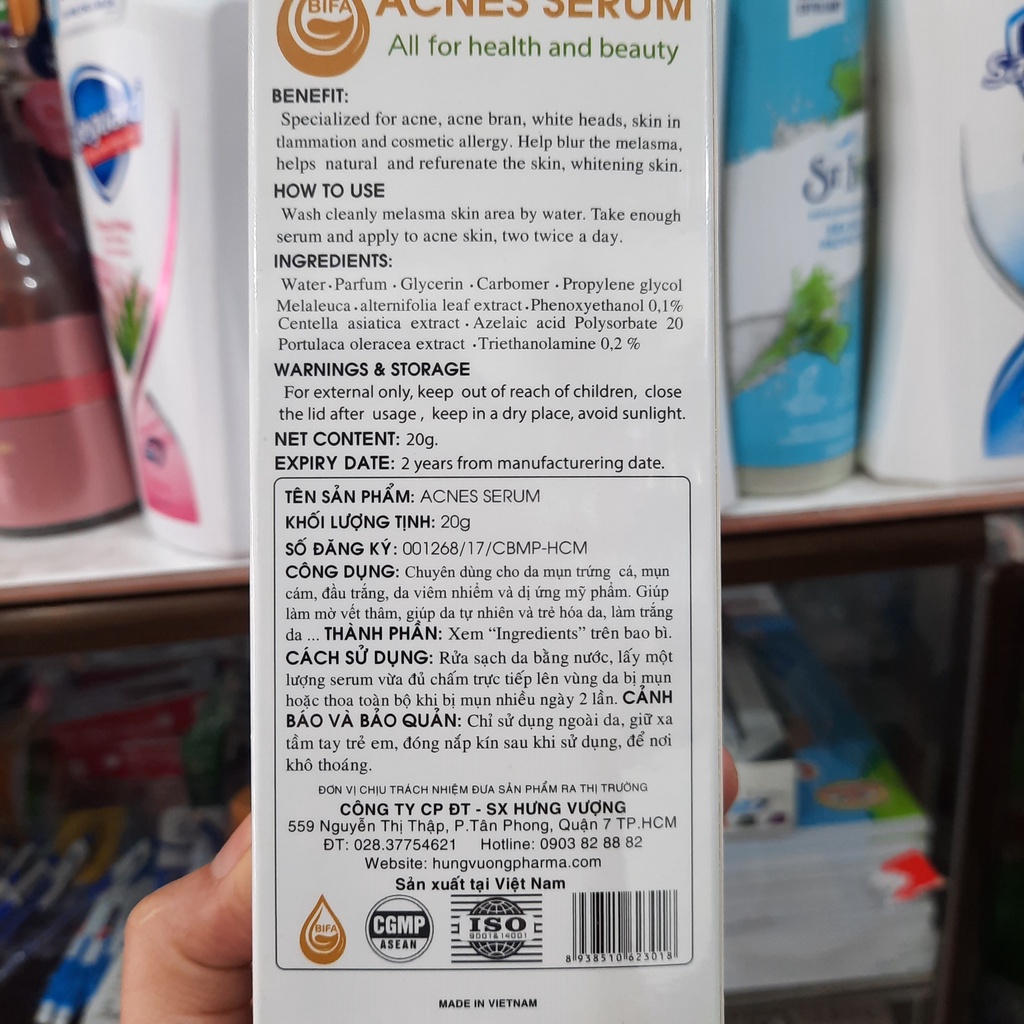 BIFA
ACNES SERUM
All for health and beauty
BENEFIT:
Specialized for acne, acne bran, white heads, skin in
tlammation and cosmetic allergy. Help blur the melasma,
helps natural and refurenate the skin, whitening skin.
HOW TO USE
Wash cleanly melasma skin area by water. Take enough
serum and apply to acne skin, two twice a day.
INGREDIENTS:
Water · Parfum · Glycerin · Carbomer · Propylene glycol
Melaleuca · alternifolia leaf extract · Phenoxyethanol 0,1%
Centella asiatica extract · Azelaic acid Polysorbate 20
Portulaca oleracea extract · Triethanolamine 0,2 %
WARNINGS & STORAGE
For external only, keep out of reach of children, close
the lid after usage , keep in a dry place, avoid sunlight.
NET CONTENT: 20g.
EXPIRY DATE: 2 years from manufacturering date.
TÊN SẢN PHẨM: ACNES SERUM
KHỐI LƯỢNG TỊNH: 20g
SỐ ĐĂNG KÝ: 001268/17/CBMP-HCM
CÔNG DỤNG: Chuyên dùng cho da mụn trứng cá, mụn
cám, đầu trắng, da viêm nhiễm và dị ứng mỹ phẩm. Giúp
làm mờ vết thâm, giúp da tự nhiên và trẻ hóa da, làm trắng
da ... THÀNH PHẦN: Xem “Ingredients” trên bao bì.
CÁCH SỬ DỤNG: Rửa sạch da bằng nước, lấy một
lượng serum vừa đủ chấm trực tiếp lên vùng da bị mụn
hoặc thoa toàn bộ khi bị mụn nhiều ngày 2 lần. CẢNH
BÁO VÀ BẢO QUẢN: Chỉ sử dụng ngoài da, giữ xa
tầm tay trẻ em, đóng nắp kín sau khi sử dụng, để nơi
khô thoáng.
ĐƠN VỊ CHỊU TRÁCH NHIỆM ĐƯA SẢN PHẨM RA THỊ TRƯỜNG
CÔNG TY CP ĐT - SX HƯNG VƯỢNG
559 Nguyễn Thị Thập, P.Tân Phong, Quận 7 TP.HCM
ĐT: 028.37754621 Hotline: 0903 82 88 82
Website: hungvuongpharma.com
Sản xuất tại Việt Nam
BIFA
CGMP
ASEAN
ISO
9001&14001
8 938510 623018
MADE IN VIETNAM